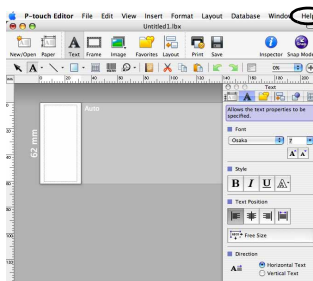 P-touch Editor File Edit View Insert Format Layout Database Window Help
Untitled1.lbx
New/Open Paper Text Frame Image Favorites Layout Print Save Inspector Snap Mode
Text
Allows the text properties to be specified.
Font
Osaka
Style
B I U A
Text Position
Free Size
Direction
Horizontal Text
Vertical Text
Auto
62 mm